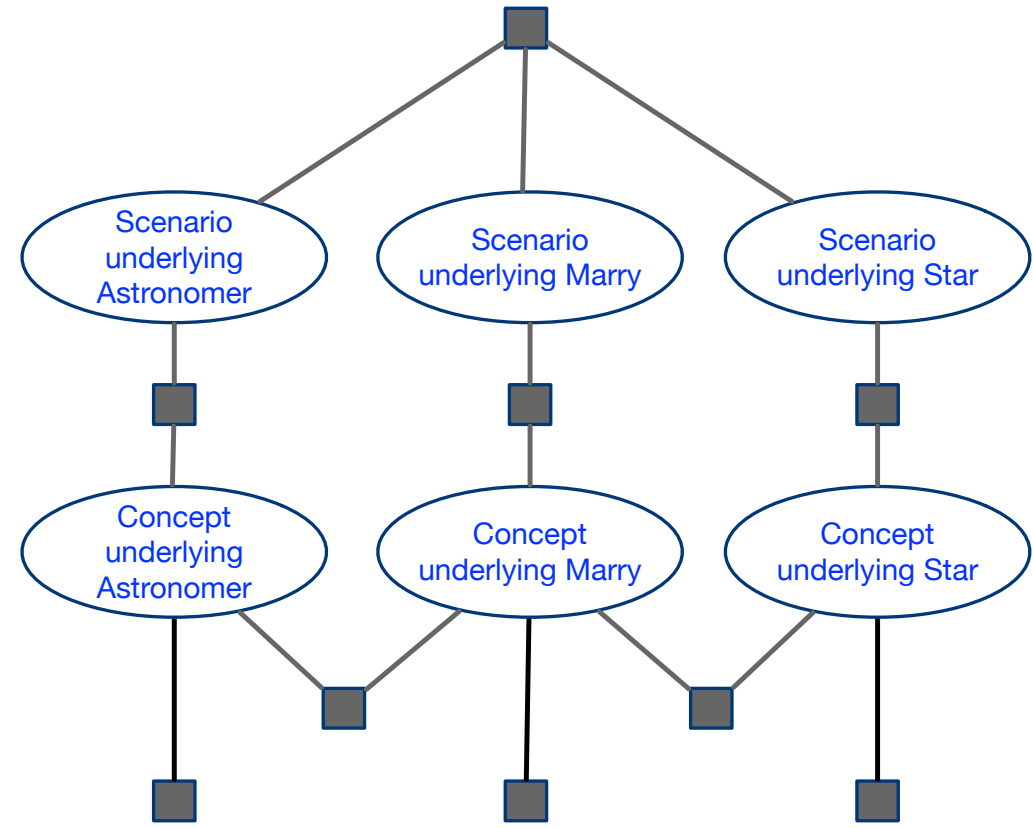 Scenario
underlying
Astronomer
Scenario
underlying Marry
Scenario
underlying Star
Concept
underlying
Astronomer
Concept
underlying Marry
Concept
underlying Star